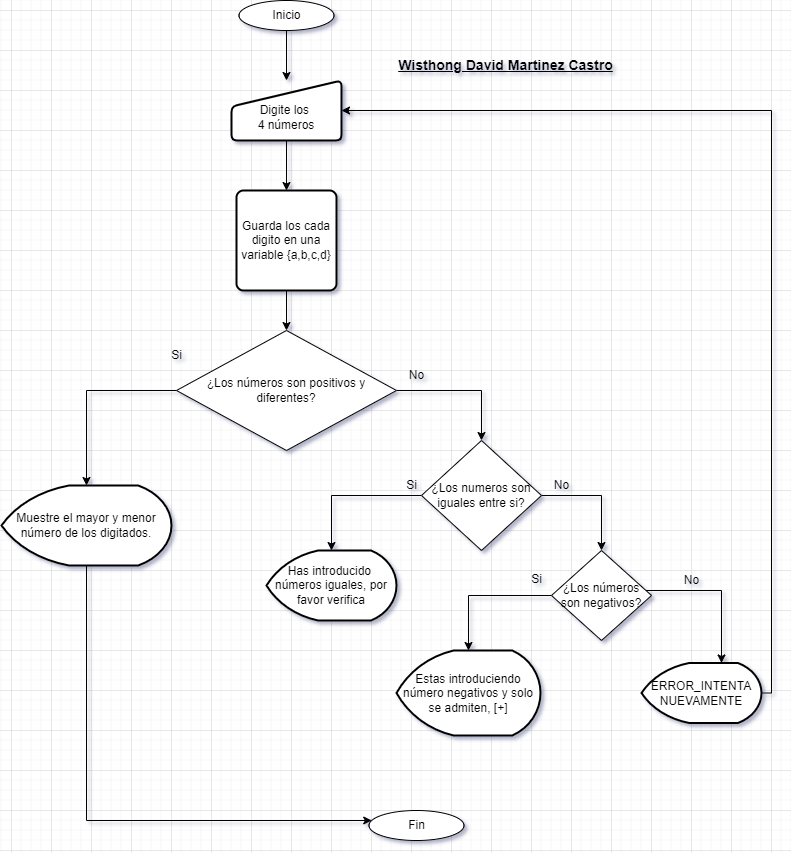 Inicio
Wisthong David Martinez Castro
Digite los
4 números
Guarda los cada
digito en una
variable {a,b,c,d}
Si
No
¿Los números son positivos y
diferentes?
Si
No
¿Los numeros son
iguales entre si?
Muestre el mayor y menor
número de los digitados.
Has introducido
números iguales, por
favor verifica
Si
No
¿Los números
son negativos?
Estas introduciendo
número negativos y solo
se admiten, [+]
ERROR_INTENTA
NUEVAMENTE
Fin